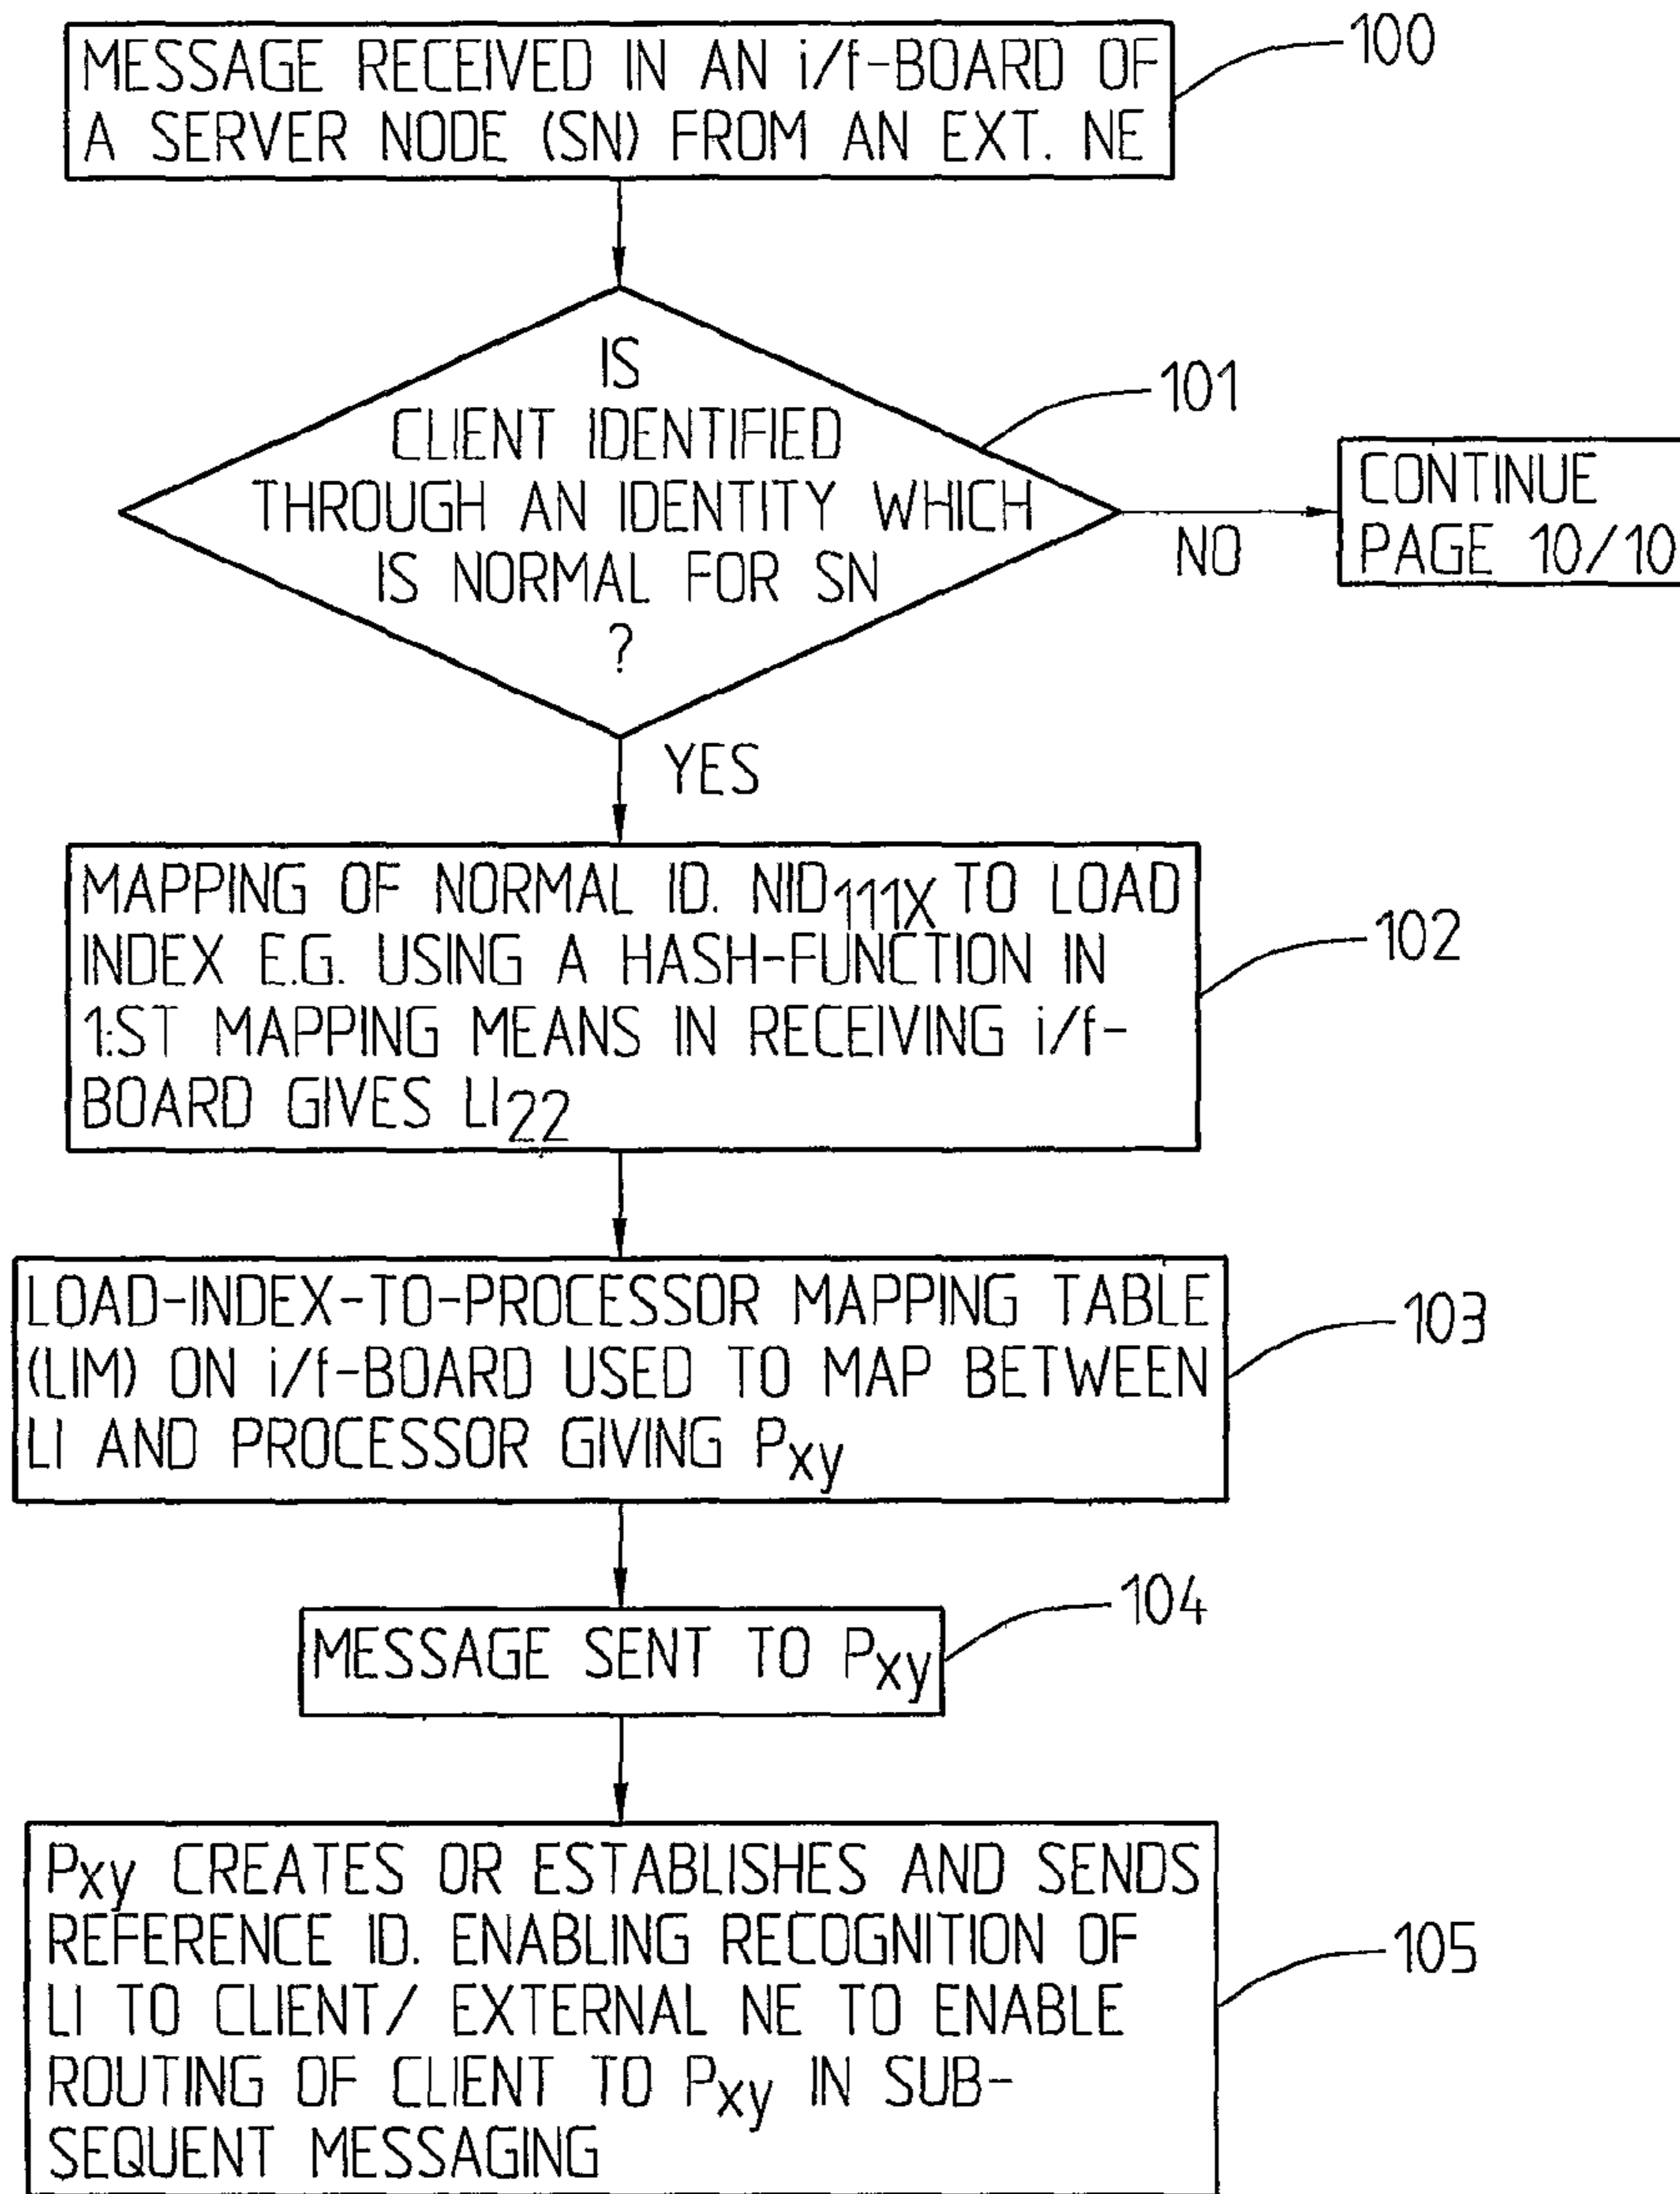 MESSAGE RECEIVED IN AN i/f-BOARD OF
A SERVER NODE (SN) FROM AN EXT. NE
100
IS
CLIENT IDENTIFIED
THROUGH AN IDENTITY WHICH
IS NORMAL FOR SN
?
101
NO
CONTINUE
PAGE 10/10
YES
MAPPING OF NORMAL ID. NID111X TO LOAD
INDEX E.G. USING A HASH-FUNCTION IN
1:ST MAPPING MEANS IN RECEIVING i/f-
BOARD GIVES LI22
102
LOAD-INDEX-TO-PROCESSOR MAPPING TABLE
(LIM) ON i/f-BOARD USED TO MAP BETWEEN
LI AND PROCESSOR GIVING Pxy
103
MESSAGE SENT TO Pxy
104
Pxy CREATES OR ESTABLISHES AND SENDS
REFERENCE ID. ENABLING RECOGNITION OF
LI TO CLIENT/ EXTERNAL NE TO ENABLE
ROUTING OF CLIENT TO Pxy IN SUB-
SEQUENT MESSAGING
105